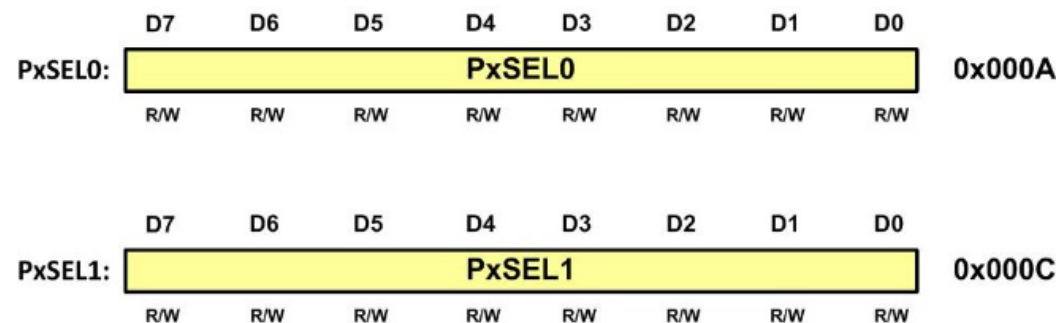 D7 D6 D5 D4 D3 D2 D1 D0
PxSEL0: PxSEL0 0x000A
R/W R/W R/W R/W R/W R/W R/W R/W
D7 D6 D5 D4 D3 D2 D1 D0
PxSEL1: PxSEL1 0x000C
R/W R/W R/W R/W R/W R/W R/W R/W